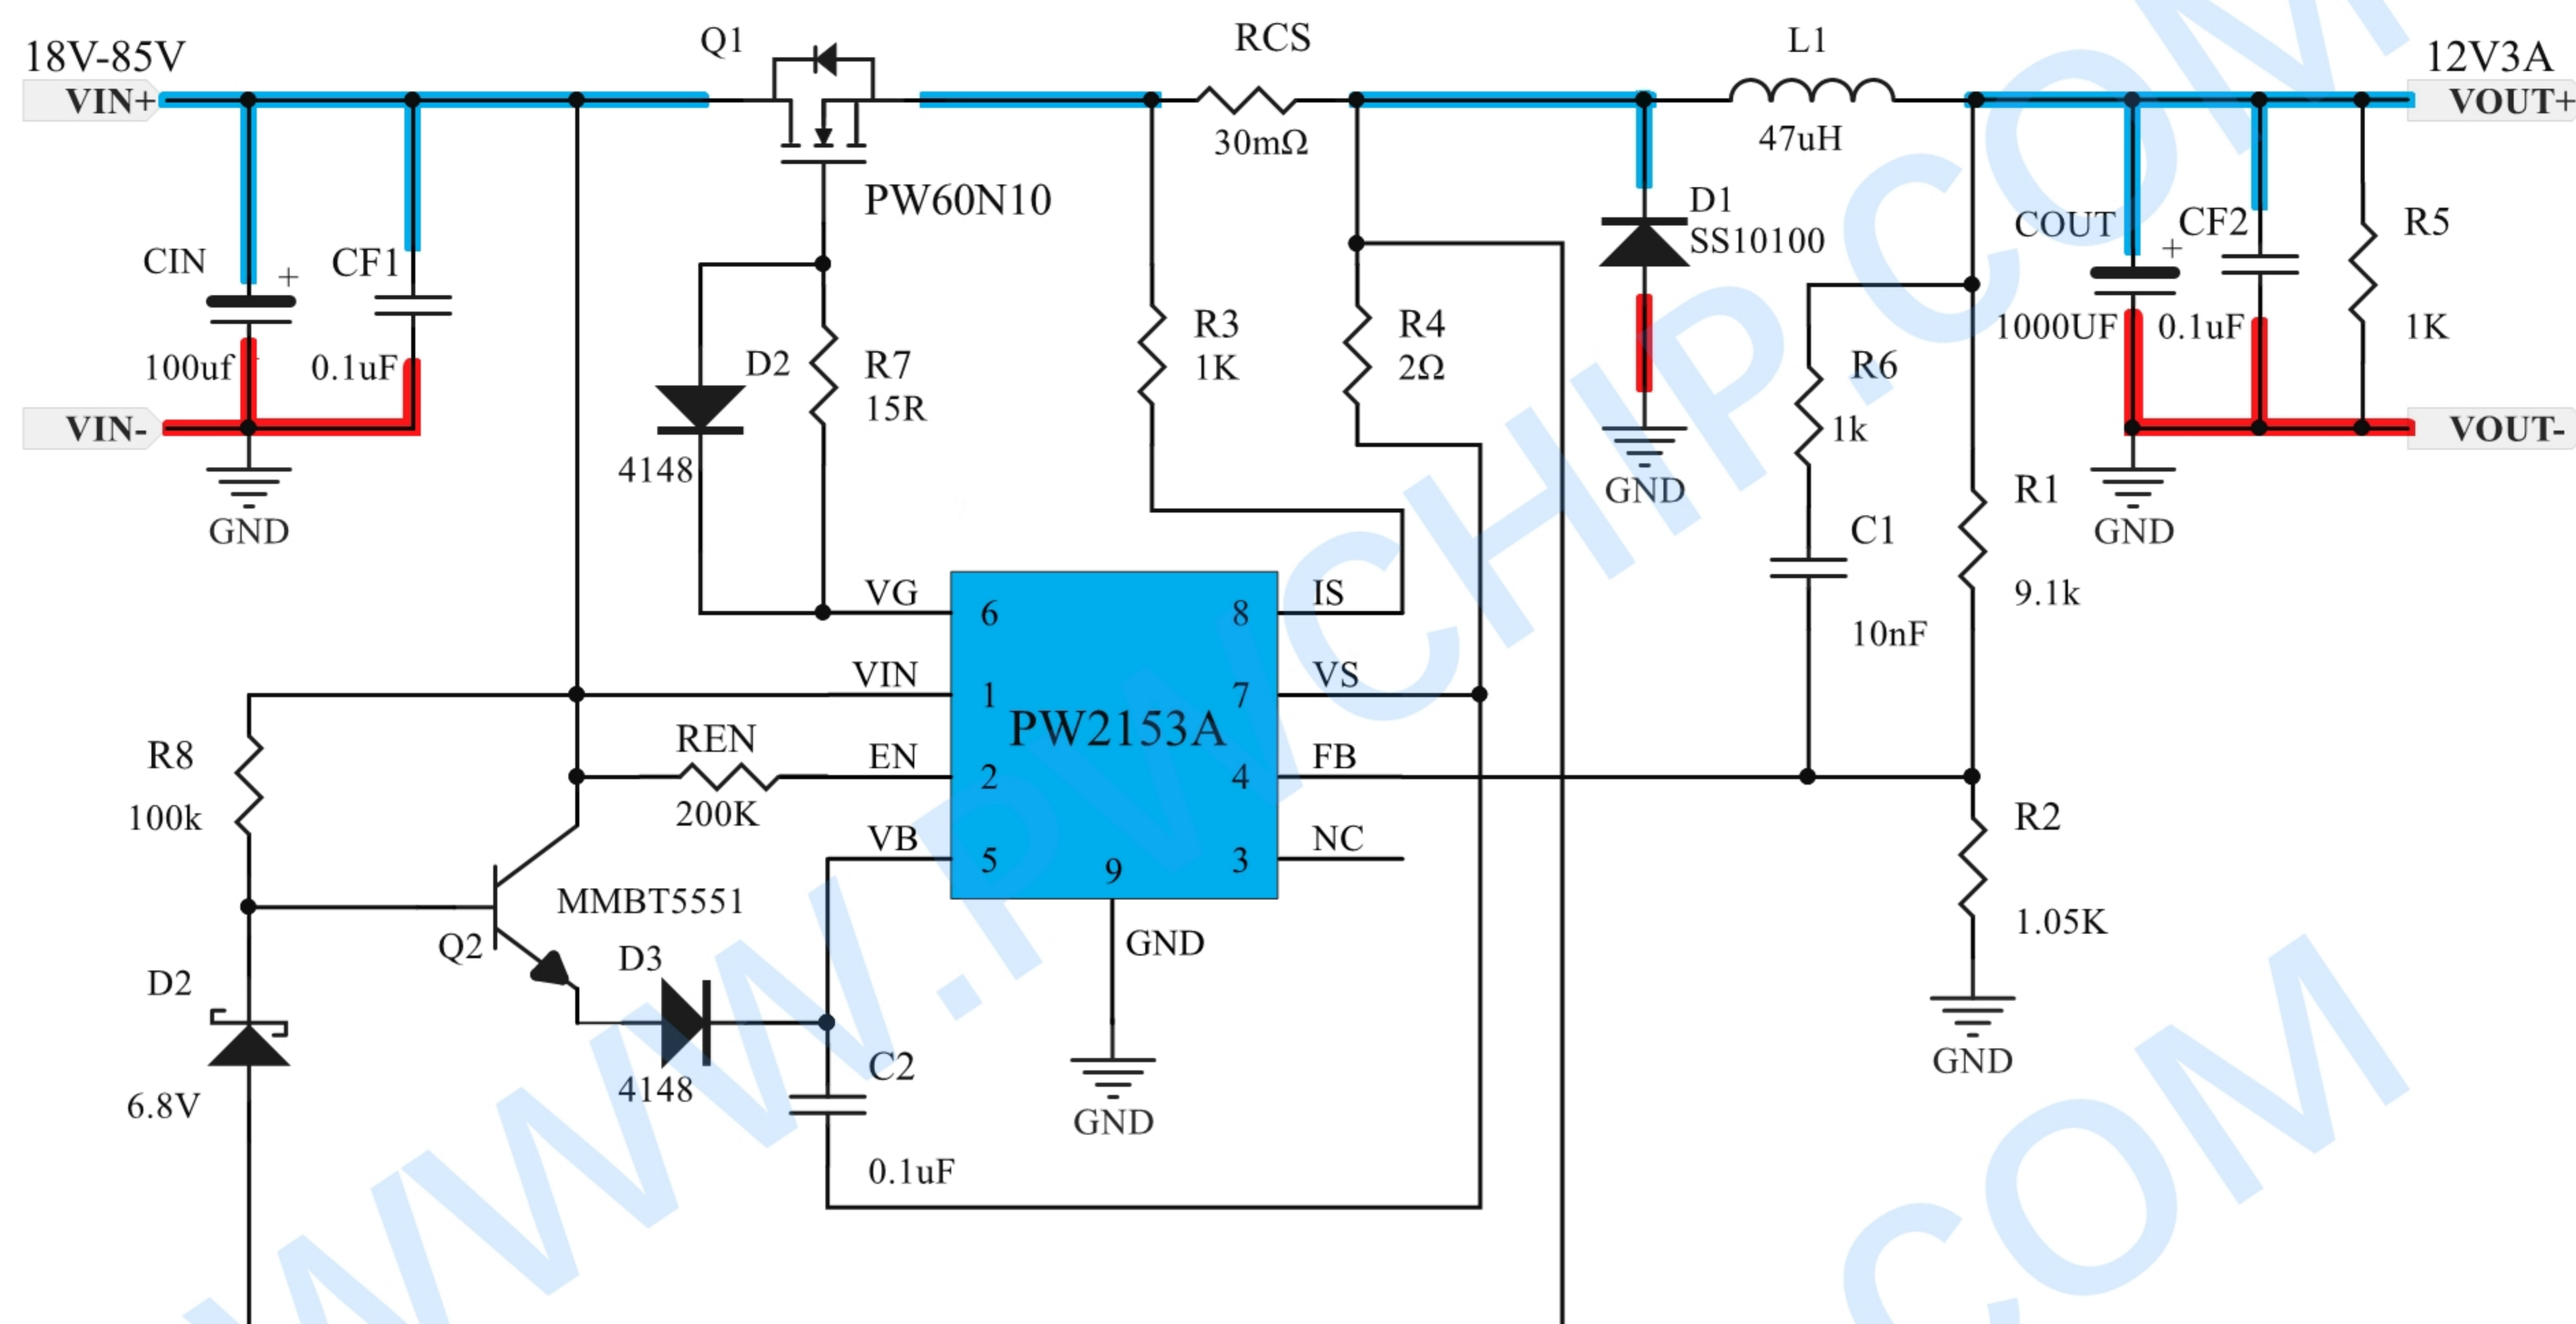 18V-85V
VIN+
Q1
PW60N10
RCS
30mΩ
L1
47uH
12V3A
VOUT+
CIN
+
100uf
CF1
0.1uF
VIN-
GND
D2
4148
R7
15R
R3
1K
R4
2Ω
D1
SS10100
GND
R6
1k
C1
10nF
COUT
+
1000UF
CF2
0.1uF
R5
1K
VOUT-
GND
R1
9.1k
VG
6
8
IS
VIN
1
7
VS
PW2153A
REN
200K
EN
2
4
FB
VB
5
9
3
NC
GND
GND
R8
100k
MMBT5551
Q2
D3
4148
D2
6.8V
C2
0.1uF
R2
1.05K
GND
WWW.PWCHIP.COM
COM